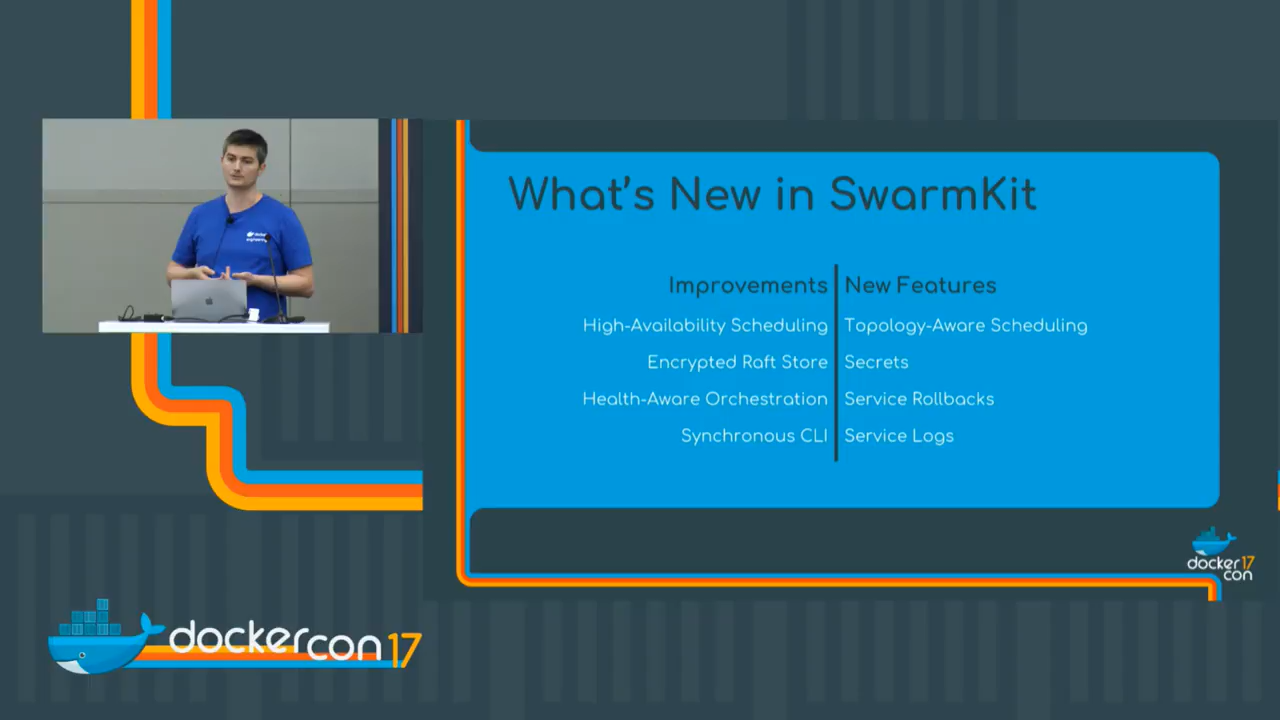 What's New in SwarmKit
Improvements
New Features
High-Availability Scheduling
Topology-Aware Scheduling
Encrypted Raft Store
Secrets
Health-Aware Orchestration
Service Rollbacks
Synchronous CLI
Service Logs
docker 17
con
dockercon 17